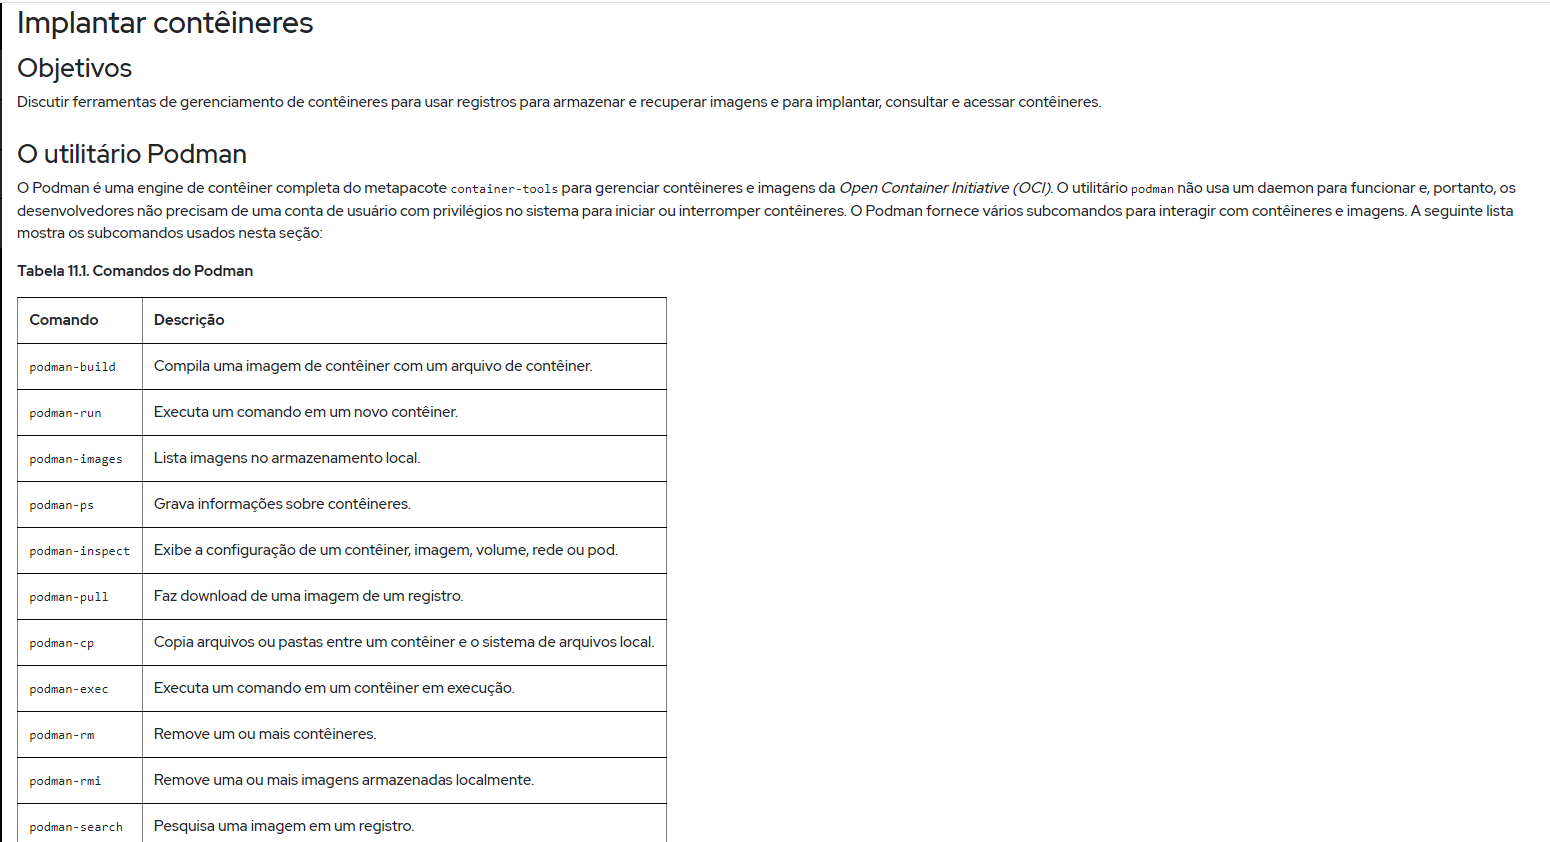 Implantar contêineres
Objetivos
Discutir ferramentas de gerenciamento de contêineres para usar registros para armazenar e recuperar imagens e para implantar, consultar e acessar contêineres.
O utilitário Podman
O Podman é uma engine de contêiner completa do metapacote container-tools para gerenciar contêineres e imagens da Open Container Initiative (OCI). O utilitário podman não usa um daemon para funcionar e, portanto, os
desenvolvedores não precisam de uma conta de usuário com privilégios no sistema para iniciar ou interromper contêineres. O Podman fornece vários subcomandos para interagir com contêineres e imagens. A seguinte lista
mostra os subcomandos usados nesta seção:
Tabela 11.1. Comandos do Podman
Comando Descrição
podman-build Compila uma imagem de contêiner com um arquivo de contêiner.
podman-run Executa um comando em um novo contêiner.
podman-images Lista imagens no armazenamento local.
podman-ps Grava informações sobre contêineres.
podman-inspect Exibe a configuração de um contêiner, imagem, volume, rede ou pod.
podman-pull Faz download de uma imagem de um registro.
podman-cp Copia arquivos ou pastas entre um contêiner e o sistema de arquivos local.
podman-exec Executa um comando em um contêiner em execução.
podman-rm Remove um ou mais contêineres.
podman-rmi Remove uma ou mais imagens armazenadas localmente.
podman-search Pesquisa uma imagem em um registro.